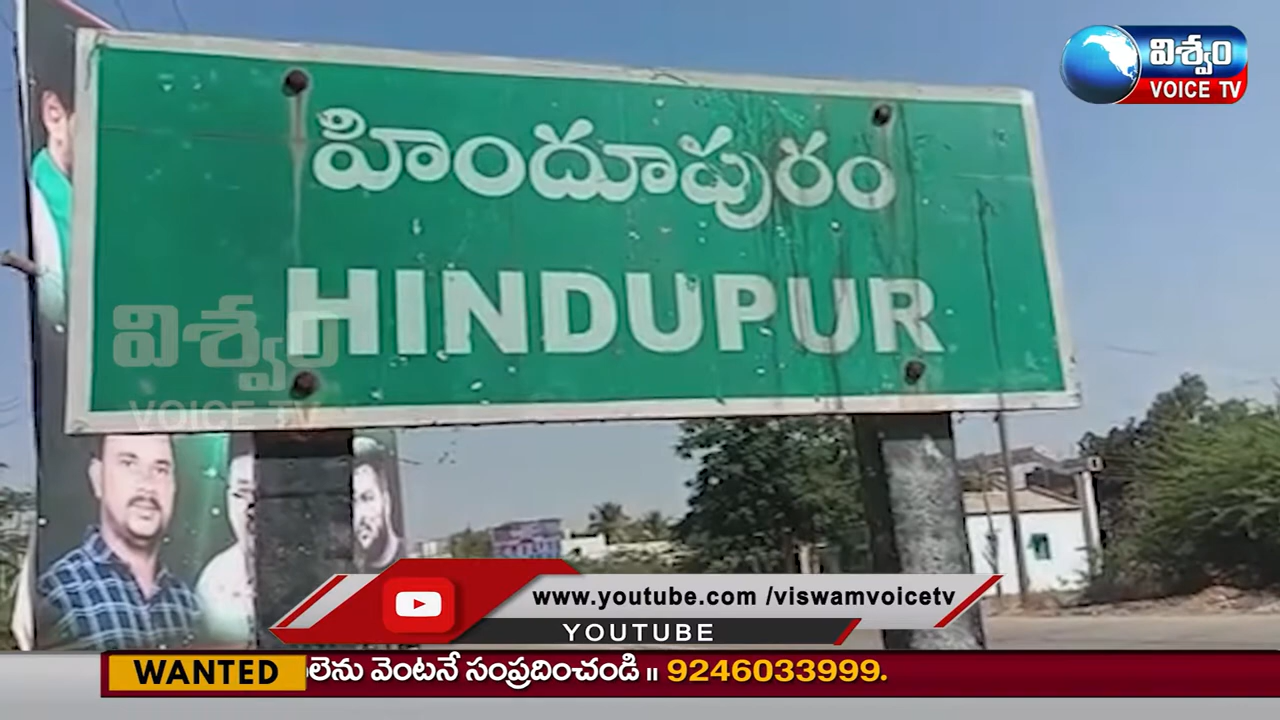 విశ్వం
VOICE TV
హిందూపురం
HINDUPUR
విశ్వం
VOICE TV
www.youtube.com /viswamvoicetv
YOUTUBE
WANTED
వెంటనే సంప్రదించండి ॥ 9246033999.